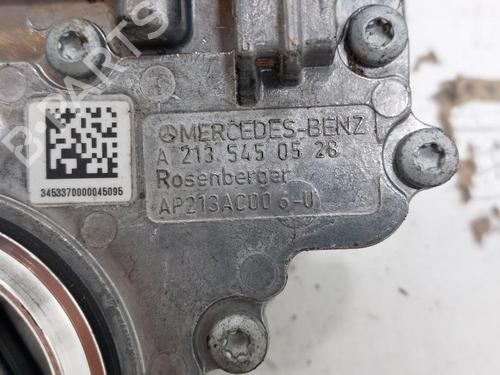 MERCEDES-BENZ
A 213 545 05 28
Rosenberger
AP213AC00 6-U
3453370000045095
B-PARTS